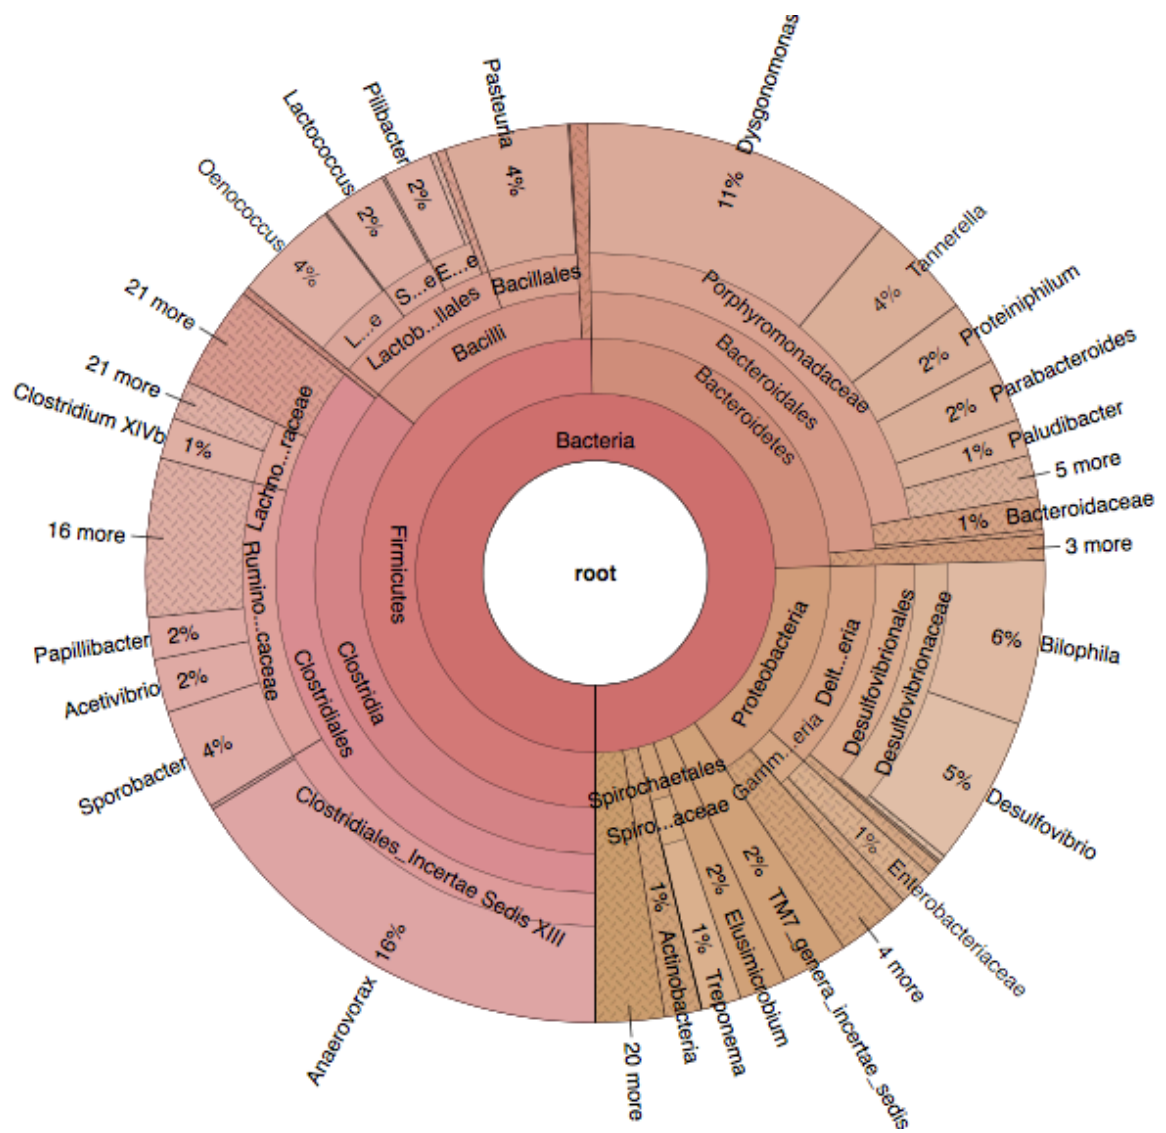 root
Bacteria
Firmicutes
Bacteroidetes
Proteobacteria
Spirochaetales
Bacilli
Clostridia
Clostridiales
Bacteroidales
Porphyromonadaceae
Delt...eria
Gamm...eria
Desulfovibrionales
Desulfovibrionaceae
Spiro...aceae
Clostridiales_Incertae Sedis XIII
Rumino...caceae
Lachno...raceae
Lactob...llales
Bacillales
L...e
S...e
E...e
11% Dysgonomonas
4% Tannerella
2% Proteiniphilum
2% Parabacteroides
1% Paludibacter
5 more
1% Bacteroidaceae
3 more
6% Bilophila
5% Desulfovibrio
1% Enterobacteriaceae
4 more
2% TM7_genera_incertae_sedis
2% Elusimicrobium
1% Treponema
1% Actinobacteria
20 more
16% Anaerovorax
4% Sporobacter
2% Acetivibrio
2% Papillibacter
16 more
1% Clostridium XIVb
21 more
21 more
4% Oenococcus
2% Lactococcus
2% Pilibacter
4% Pasteuria